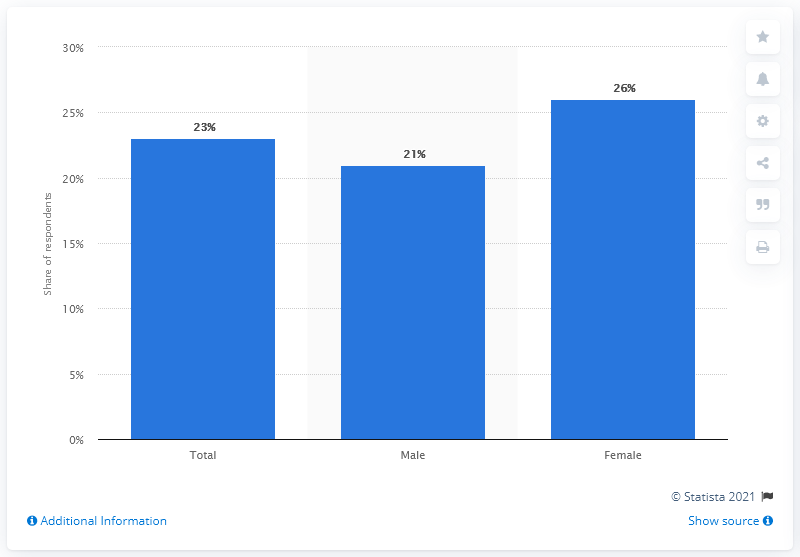 30%
25%
20%
15%
10%
5%
0%
Share of respondents
23%
21%
26%
Total
Male
Female
© Statista 2021
Additional Information
Show source